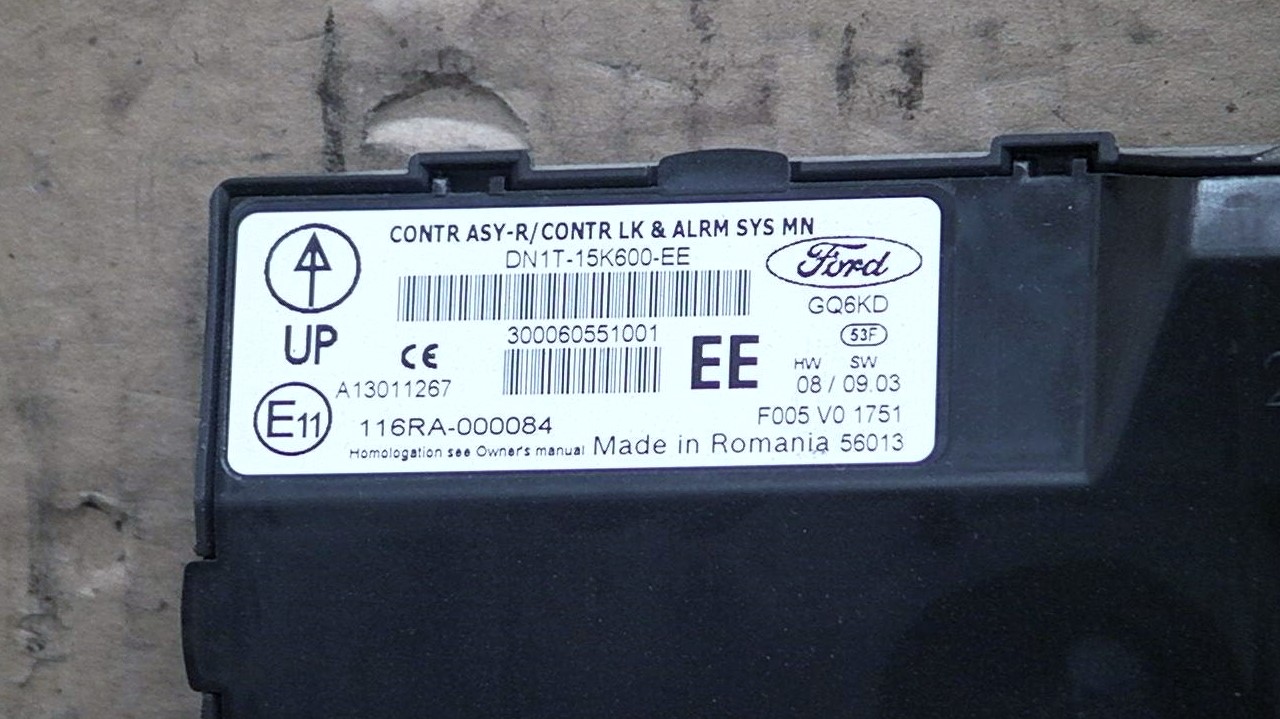 CONTR ASY-R/CONTR LK & ALRM SYS MN
DN1T-15K600-EE
Ford
GQ6KD
UP
300060551001
53F
CE
EE
HW SW
A13011267
08 / 09.03
E11
116RA-000084
F005 V0 1751
Homologation see Owner's manual
Made in Romania 56013